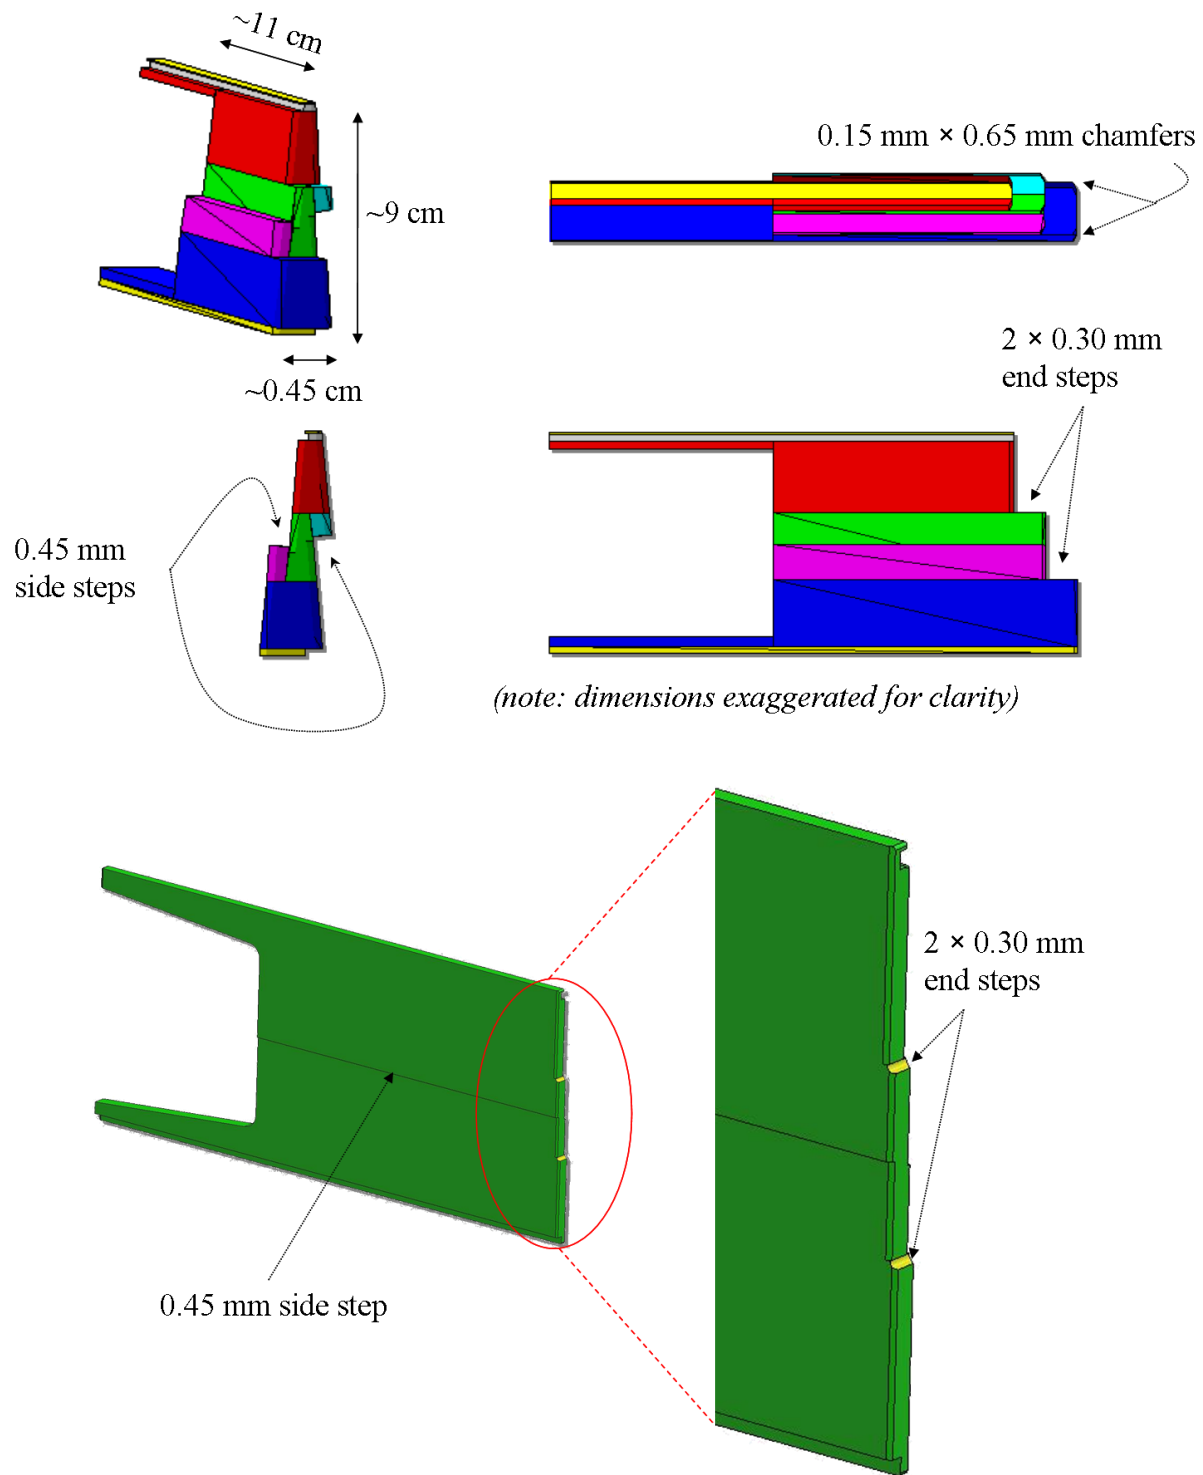 ~11 cm
0.15 mm × 0.65 mm chamfers
~9 cm
2 × 0.30 mm
end steps
~0.45 cm
0.45 mm
side steps
(note: dimensions exaggerated for clarity)
2 × 0.30 mm
end steps
0.45 mm side step